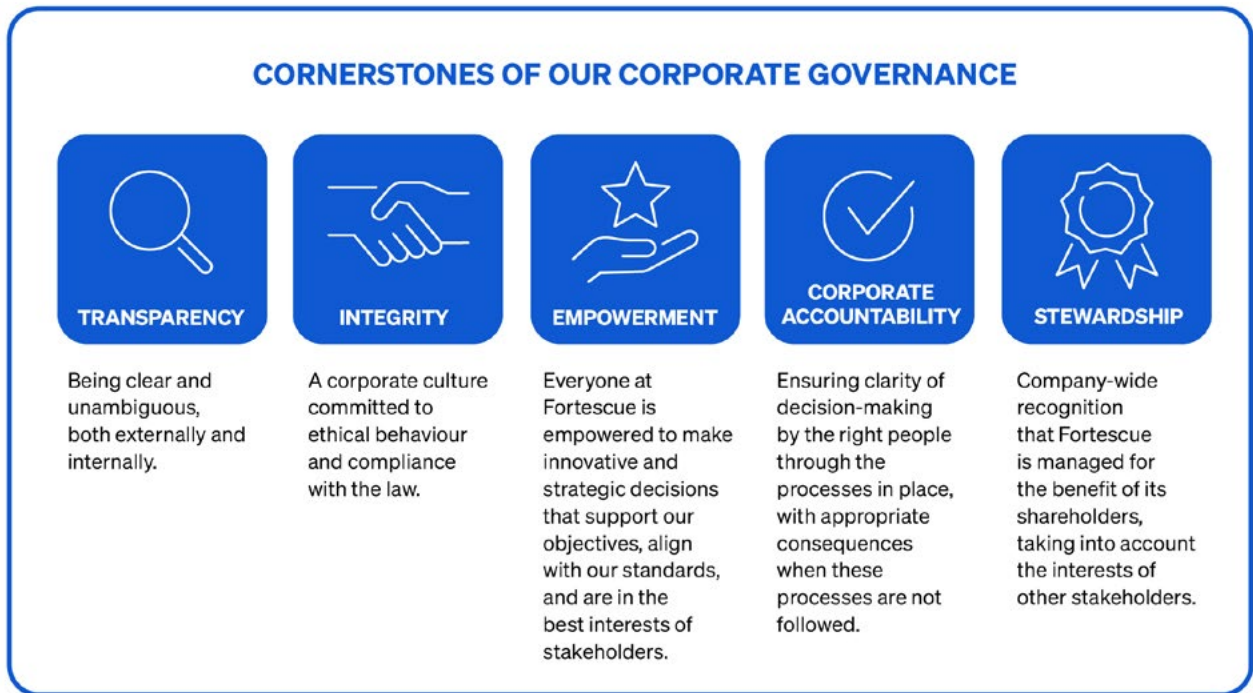 CORNERSTONES OF OUR CORPORATE GOVERNANCE
TRANSPARENCY
Being clear and
unambiguous,
both externally and
internally.
INTEGRITY
A corporate culture
committed to
ethical behaviour
and compliance
with the law.
EMPOWERMENT
Everyone at
Fortescue is
empowered to make
innovative and
strategic decisions
that support our
objectives, align
with our standards,
and are in the
best interests of
stakeholders.
CORPORATE
ACCOUNTABILITY
Ensuring clarity of
decision-making
by the right people
through the
processes in place,
with appropriate
consequences
when these
processes are not
followed.
STEWARDSHIP
Company-wide
recognition
that Fortescue
is managed for
the benefit of its
shareholders,
taking into account
the interests of
other stakeholders.